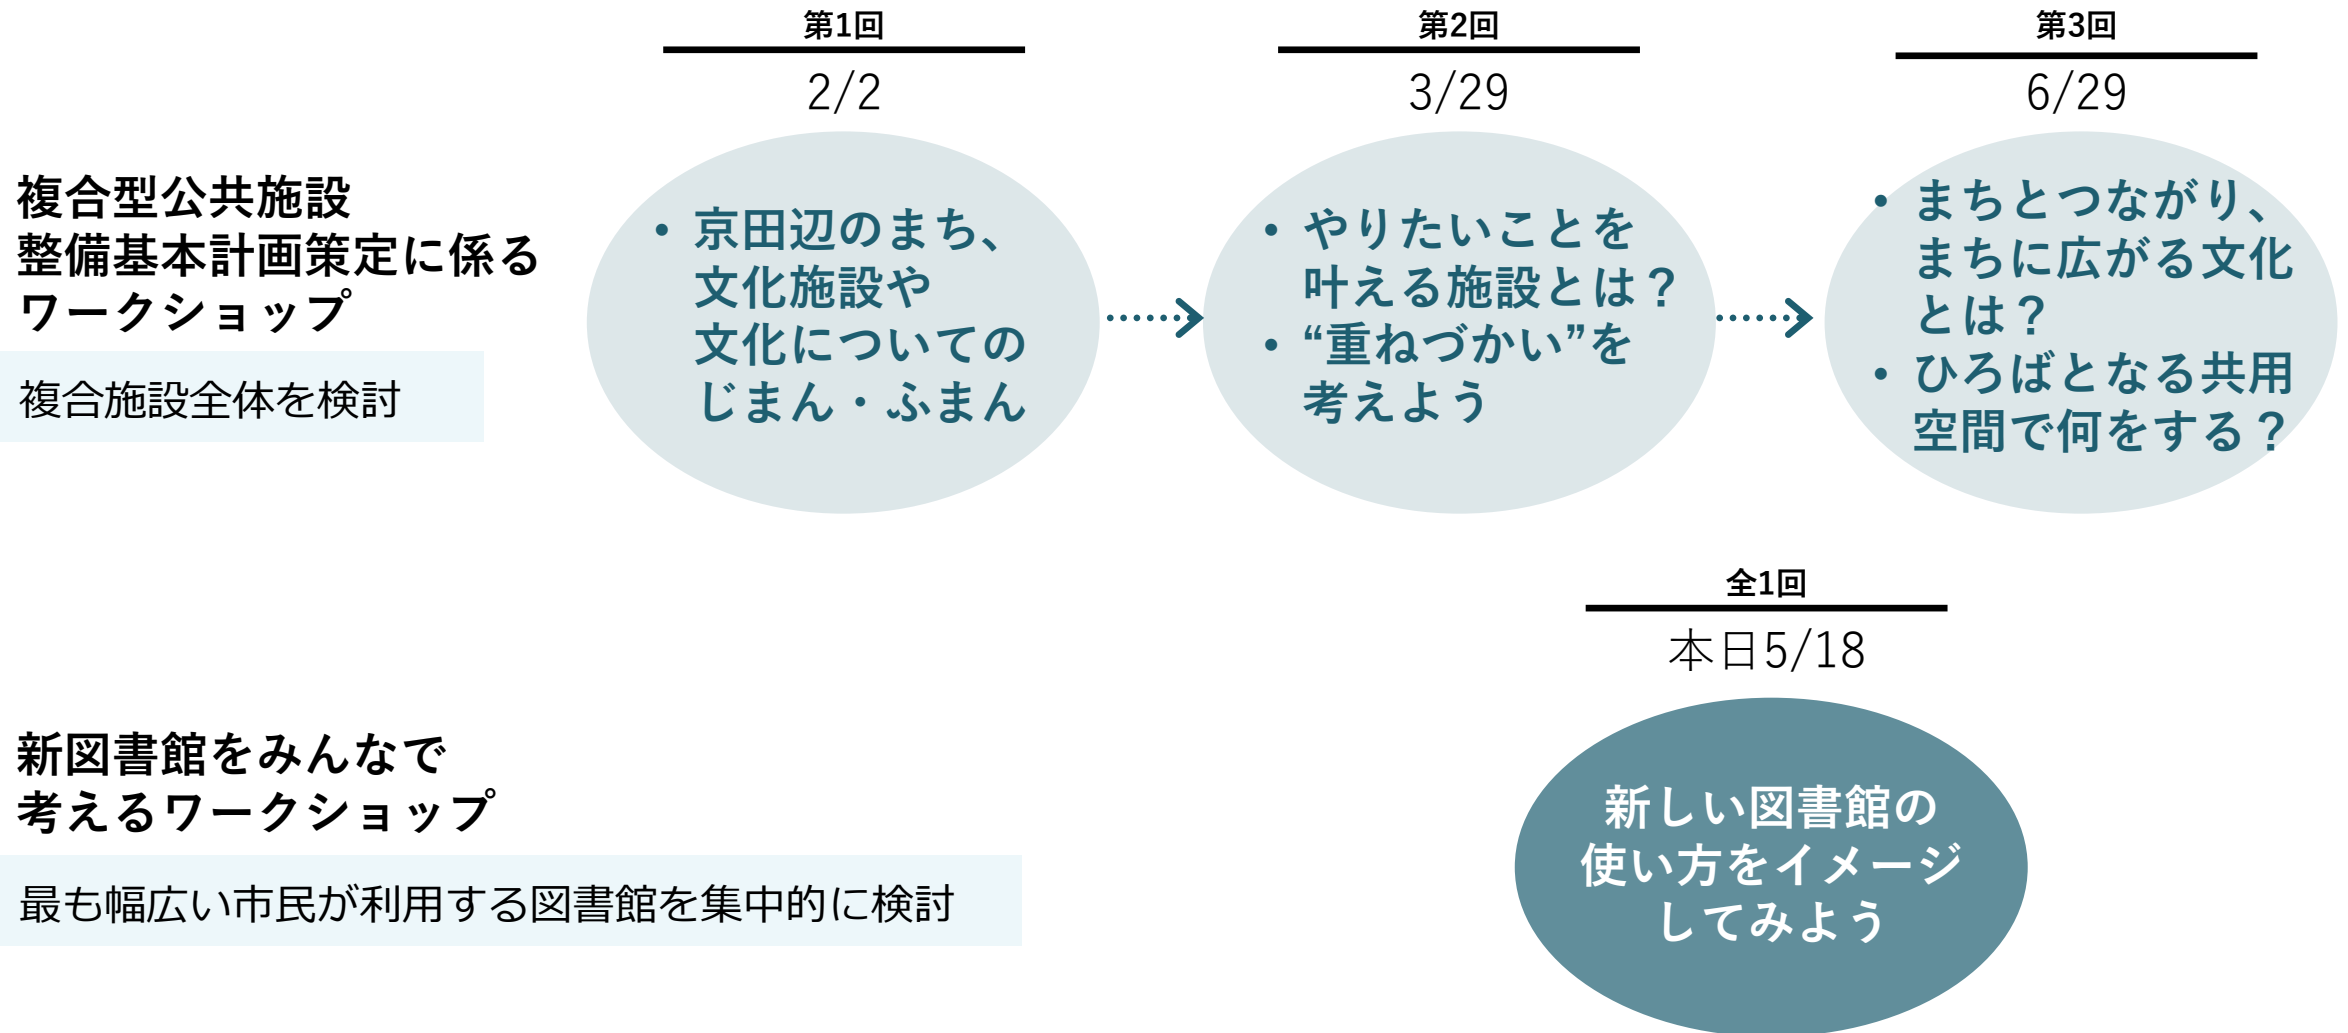 第1回
2/2
第2回
3/29
第3回
6/29
複合型公共施設
整備基本計画策定に係る
ワークショップ
複合施設全体を検討
• 京田辺のまち、
文化施設や
文化についての
じまん・ふまん
• やりたいことを
叶える施設とは？
• “重ねづかい”を
考えよう
• まちとつながり、
まちに広がる文化
とは？
• ひろばとなる共用
空間で何をする？
全1回
本日5/18
新図書館をみんなで
考えるワークショップ
最も幅広い市民が利用する図書館を集中的に検討
新しい図書館の
使い方をイメージ
してみよう